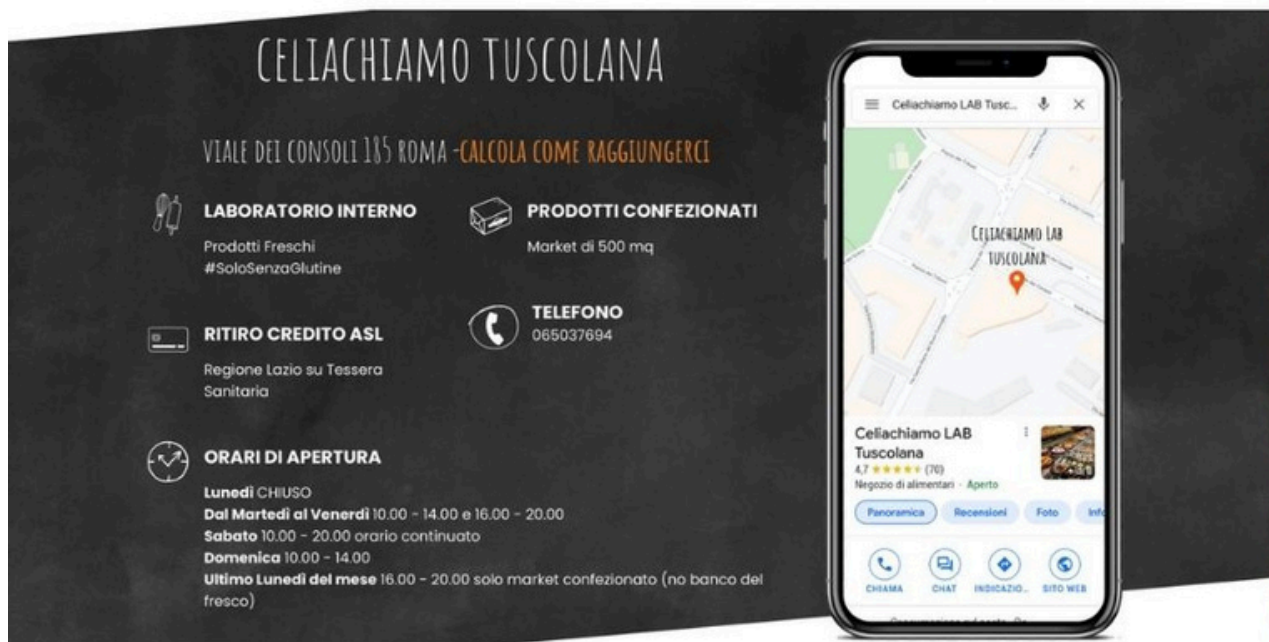 CELIACHIAMO TUSCOLANA
VIALE DEI CONSOLI 185 ROMA -CALCOLA COME RAGGIUNGERCI
LABORATORIO INTERNO
Prodotti Freschi
#SoloSenzaGlutine
PRODOTTI CONFEZIONATI
Market di 500 mq
RITIRO CREDITO ASL
Regione Lazio su Tessera
Sanitaria
TELEFONO
065037694
ORARI DI APERTURA
Lunedì CHIUSO
Dal Martedì al Venerdì 10.00 - 14.00 e 16.00 - 20.00
Sabato 10.00 - 20.00 orario continuato
Domenica 10.00 - 14.00
Ultimo Lunedì del mese 16.00 - 20.00 solo market confezionato (no banco del
fresco)
Celiachiamo LAB Tusc...
CELIACHIAMO LAB
TUSCOLANA
Celiachiamo LAB
Tuscolana
4,7 (70)
Negozio di alimentari - Aperto
Panoramica Recensioni Foto Info
CHIAMA CHAT INDICAZIO... SITO WEB